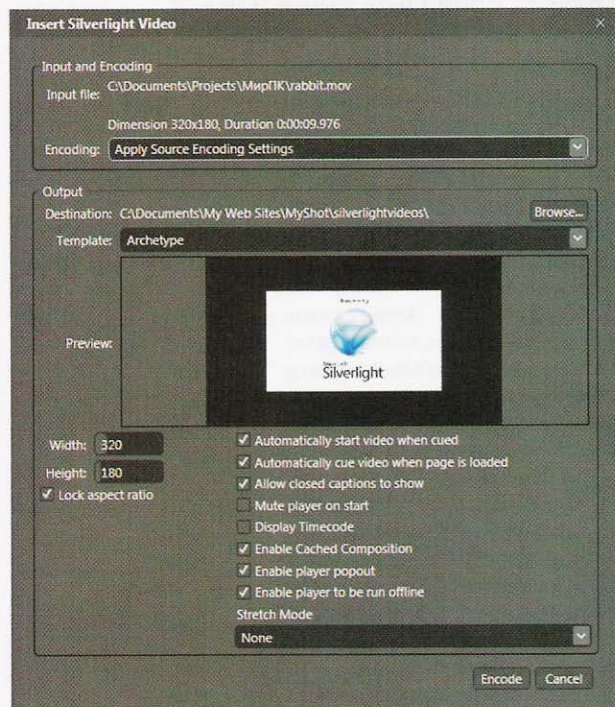 Insert Silverlight Video
Input and Encoding
Input file: C:\Documents\Projects\МирПК\rabbit.mov
Dimension 320x180, Duration 0:00:09.976
Encoding: Apply Source Encoding Settings
Output
Destination: C:\Documents\My Web Sites\MyShot\silverlightvideos\ Browse...
Template: Archetype
Preview:
Silverlight
Width: 320
Height: 180
Lock aspect ratio
Automatically start video when cued
Automatically cue video when page is loaded
Allow closed captions to show
Mute player on start
Display Timecode
Enable Cached Composition
Enable player popout
Enable player to be run offline
Stretch Mode
None
Encode Cancel